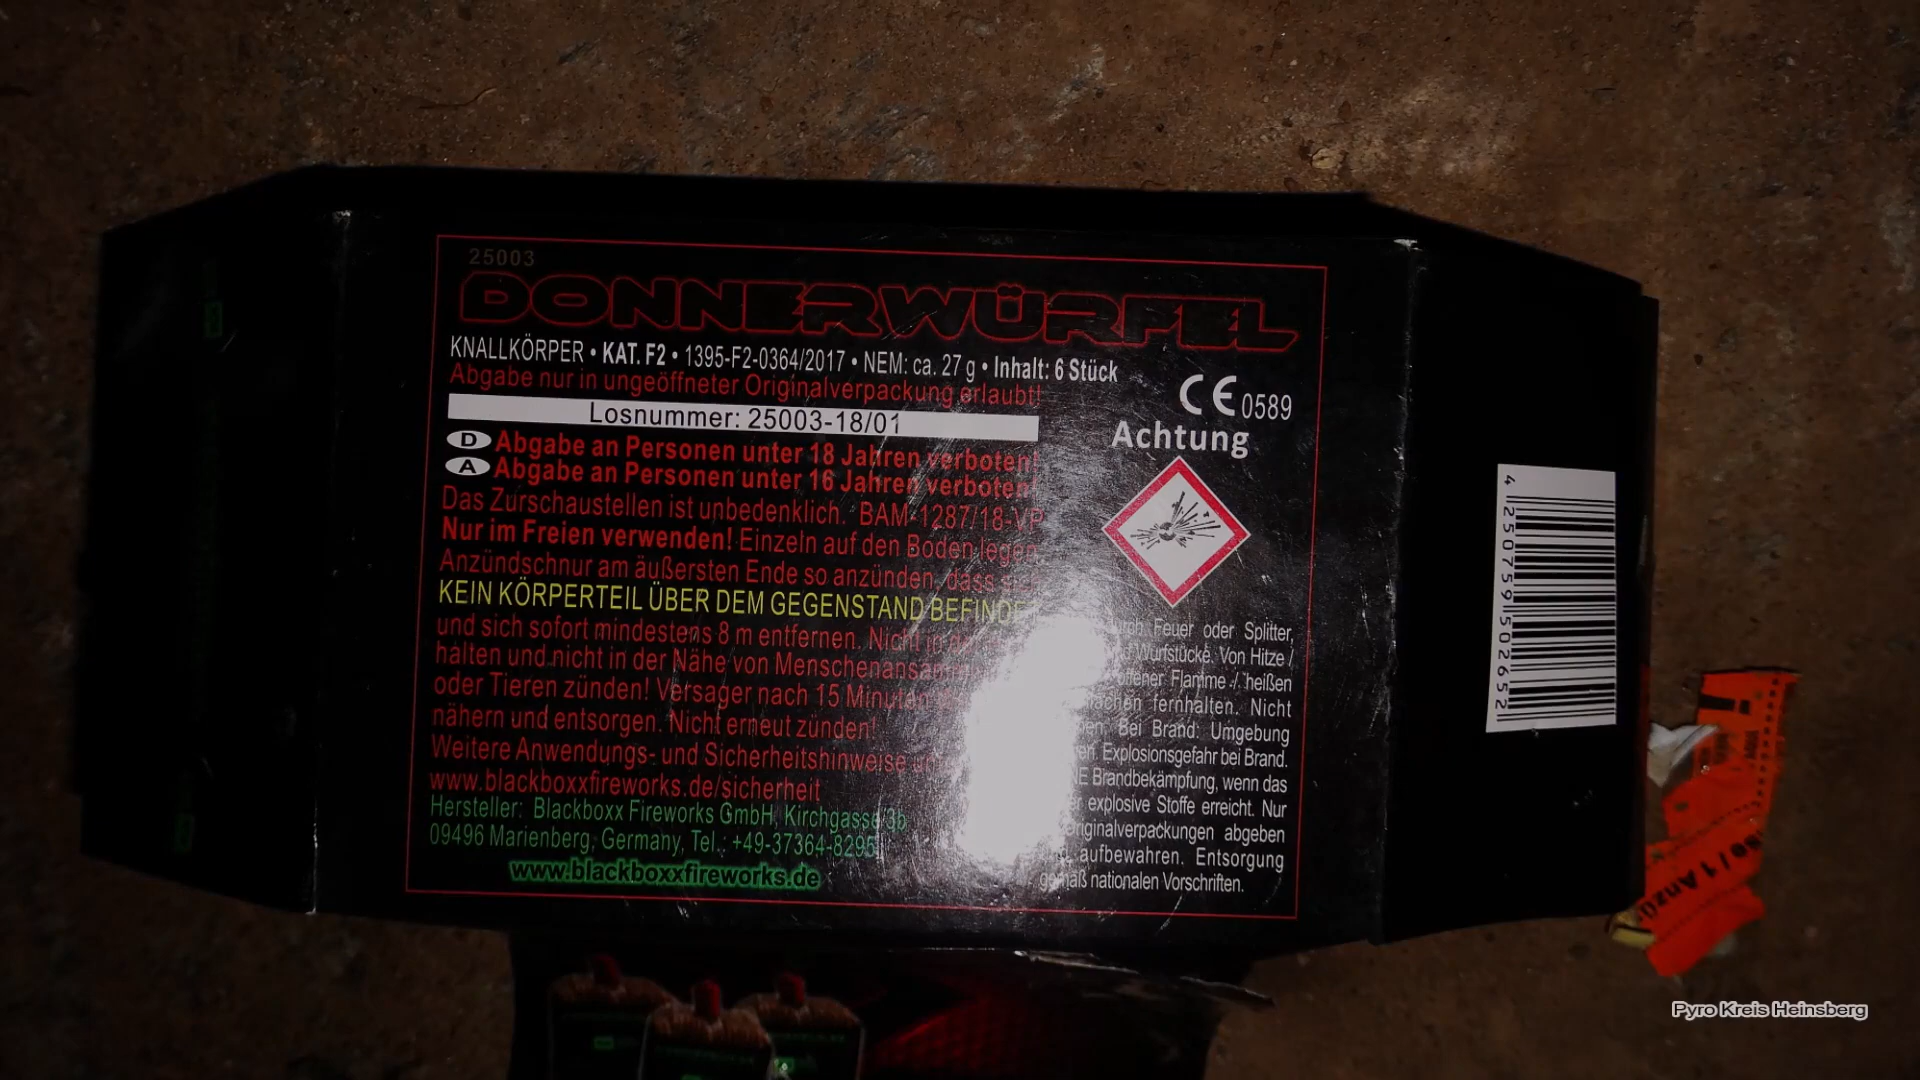 25003
DONNERWÜRFEL
KNALLKÖRPER • KAT. F2 • 1395-F2-0364/2017 • NEM: ca. 27 g • Inhalt: 6 Stück
Abgabe nur in ungeöffneter Originalverpackung erlaubt!
Losnummer: 25003-18/01
D Abgabe an Personen unter 18 Jahren verboten!
A Abgabe an Personen unter 16 Jahren verboten!
Das Zurschaustellen ist unbedenklich. BAM-1287/18-VP
Nur im Freien verwenden! Einzeln auf den Boden legen
Anzündschnur am äußersten Ende so anzünden, dass
KEIN KÖRPERTEIL ÜBER DEM GEGENSTAND
und sich sofort mindestens 8 m entfernen. Nicht
halten und nicht in der Nähe von
oder Tieren zünden! Versager nach 15 Minuten
nähern und entsorgen. Nicht erneut zünden!
Weitere Anwendungs- und Sicherheitshinweise
www.blackboxxfireworks.de/sicherheit
Hersteller: Blackboxx Fireworks GmbH, Kirchgasse 3b
09496 Marienberg, Germany, Tel.: +49-37364-8295
www.blackboxxfireworks.de
CE 0589
Achtung
Feuer oder Splitter,
Wurfstücke. Von Hitze /
Flamme / heißen
fernhalten. Nicht
Bei Brand: Umgebung
Explosionsgefahr bei Brand.
Brandbekämpfung, wenn das
explosive Stoffe erreicht. Nur
Originalverpackungen abgeben
aufbewahren. Entsorgung
gemäß nationalen Vorschriften.
4 250759 502652
Pyro Kreis Heinsberg